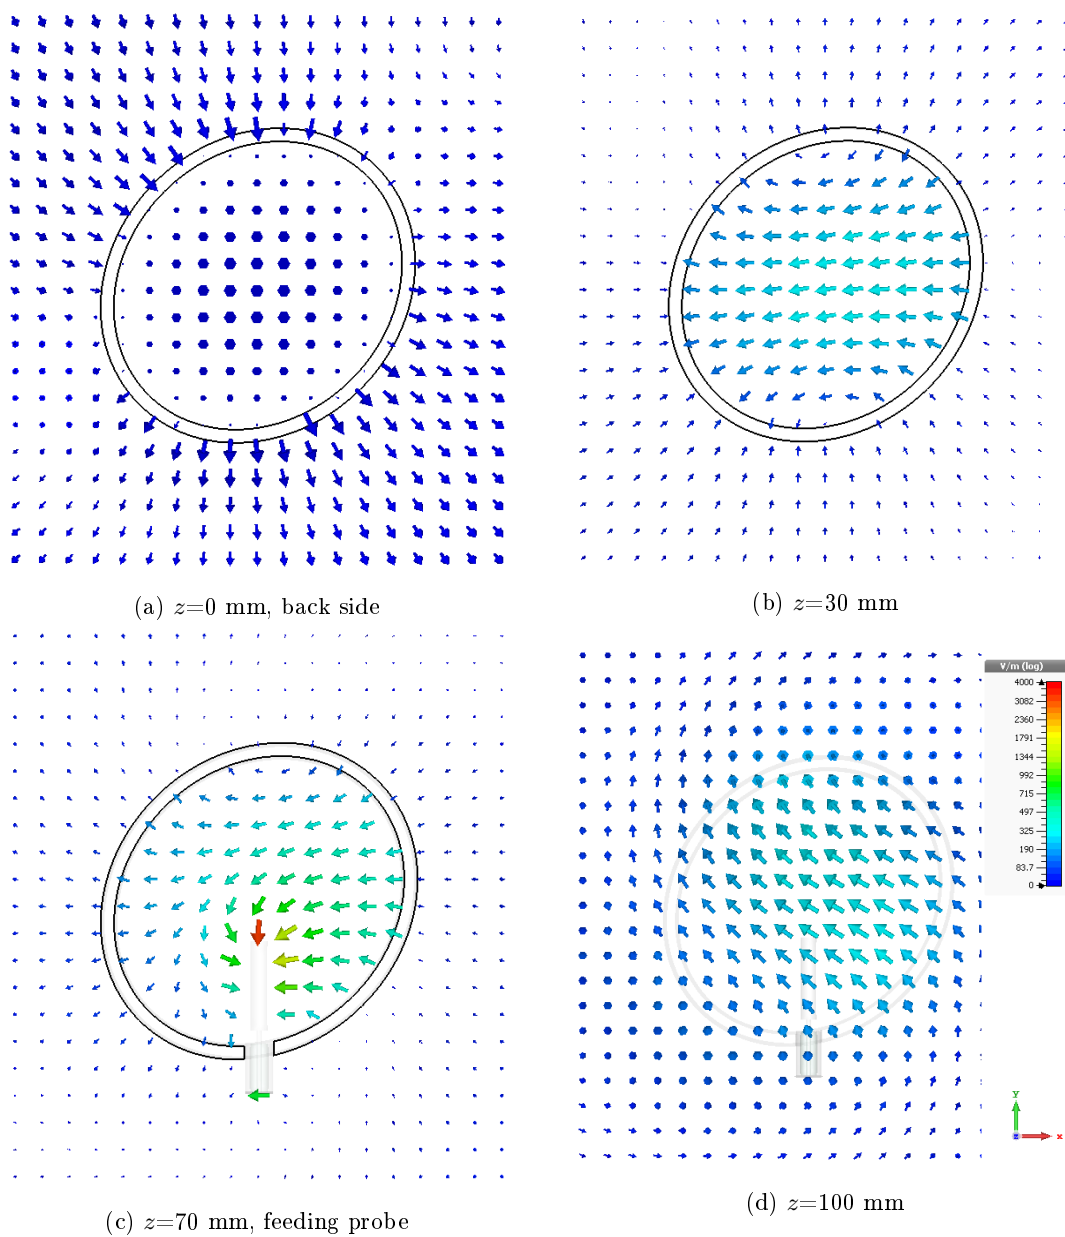 (a) z=0 mm, back side
(b) z=30 mm
V/m (log)
4000
3082
2360
1791
1344
992
715
497
325
190
83.7
0
y
z
x
(c) z=70 mm, feeding probe
(d) z=100 mm